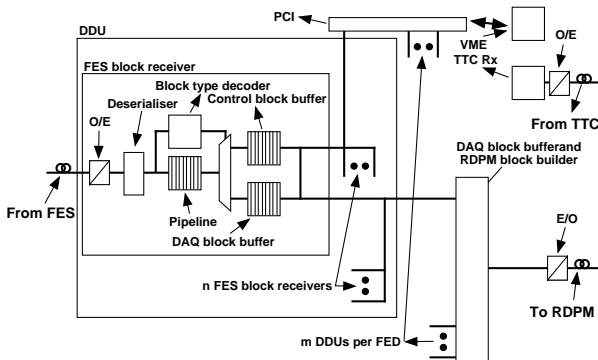 PCI
DDU
VME
TTC Rx
O/E
FES block receiver
Block type decoder
Deserialiser
Control block buffer
O/E
From TTC
DAQ block bufferand
RDPM block builder
From FES
Pipeline
DAQ block buffer
E/O
n FES block receivers
To RDPM
m DDUs per FED